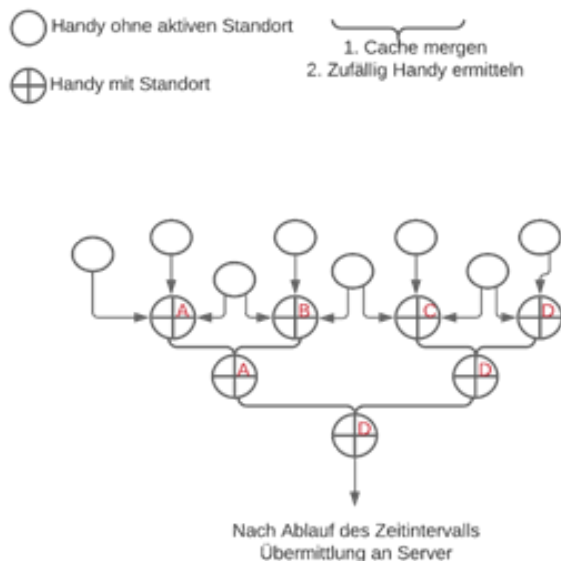 Handy ohne aktiven Standort
1. Cache mergen
2. Zufällig Handy ermitteln
Handy mit Standort
A
B
C
D
A
D
D
Nach Ablauf des Zeitintervalls
Übermittlung an Server